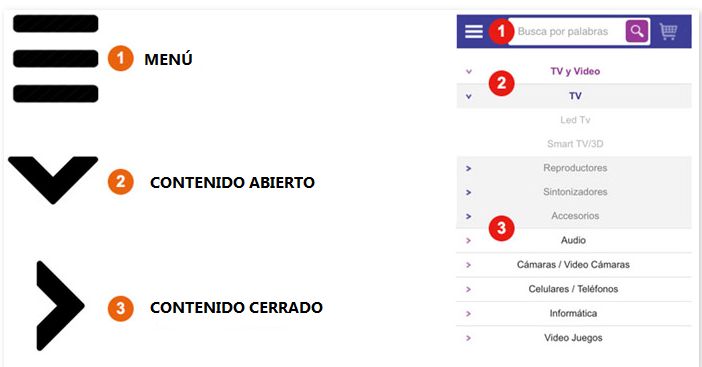 1 MENÚ
2 CONTENIDO ABIERTO
3 CONTENIDO CERRADO
1 Busca por palabras
TV y Video
2
TV
Led Tv
Smart TV/3D
Reproductores
Sintonizadores
Accesorios
3
Audio
Cámaras / Video Cámaras
Celulares / Teléfonos
Informática
Video Juegos